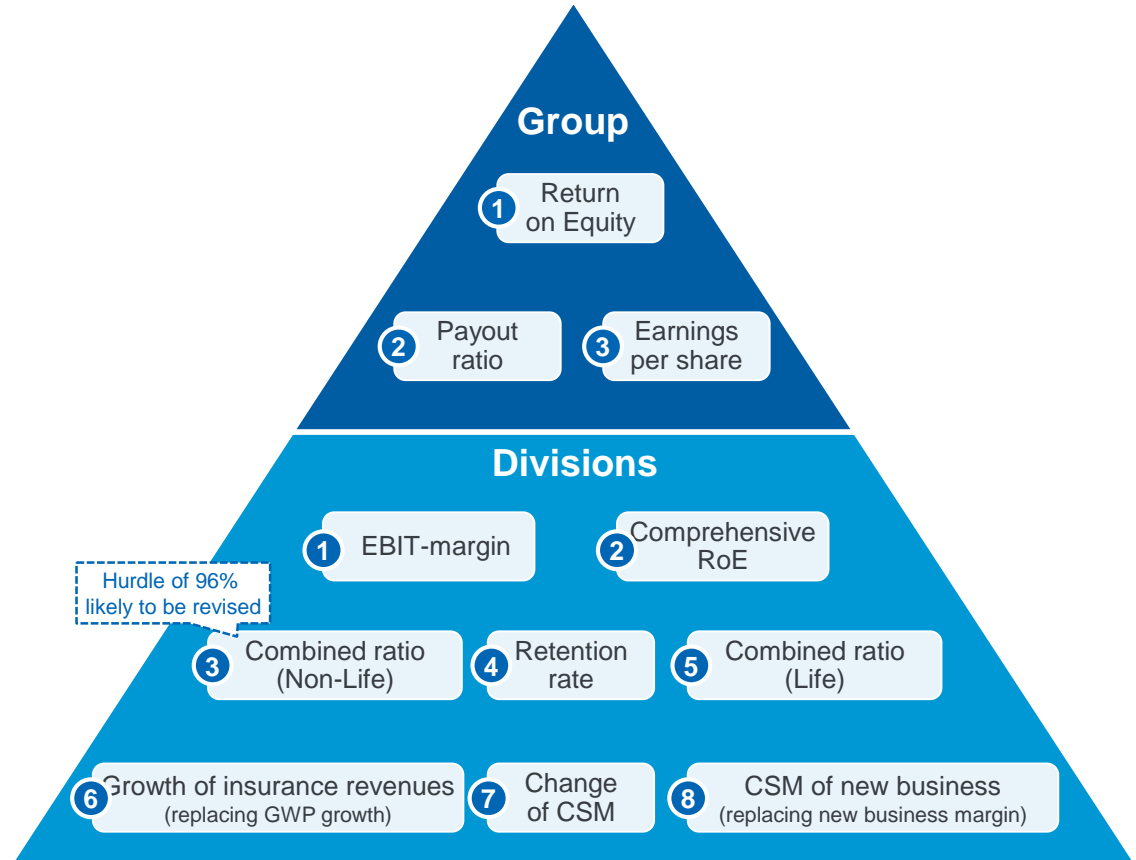 Group
1
Return
on Equity
2
Payout
ratio
3
Earnings
per share
Divisions
1
EBIT-margin
2
Comprehensive
RoE
Hurdle of 96%
likely to be revised
3
Combined ratio
(Non-Life)
4
Retention
rate
5
Combined ratio
(Life)
6
Growth of insurance revenues
(replacing GWP growth)
7
Change
of CSM
8
CSM of new business
(replacing new business margin)